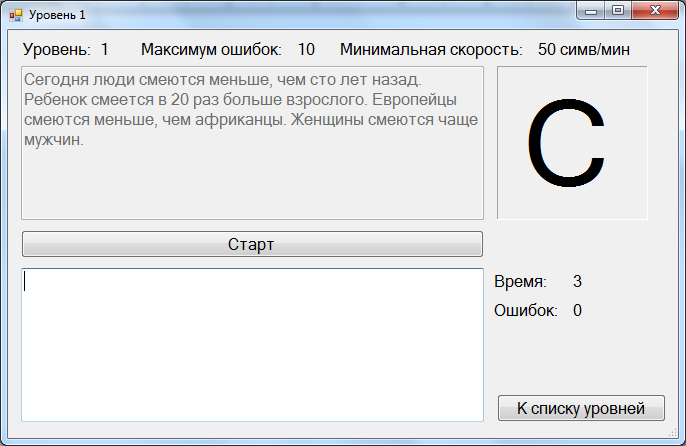 Уровень 1
Уровень: 1 Максимум ошибок: 10 Минимальная скорость: 50 симв/мин
Сегодня люди смеются меньше, чем сто лет назад.
Ребенок смеется в 20 раз больше взрослого. Европейцы
смеются меньше, чем африканцы. Женщины смеются чаще
мужчин.
С
Старт
Время: 3
Ошибок: 0
К списку уровней